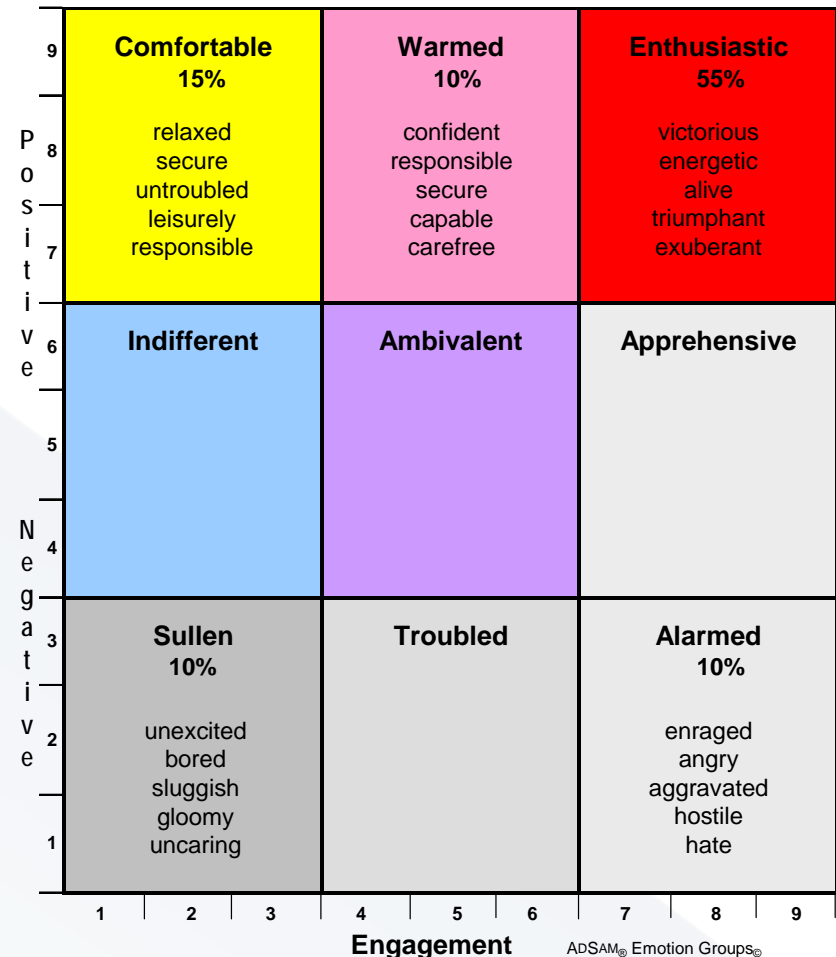 Positive
Negative
9
8
7
6
5
4
3
2
1
Comfortable
15%
relaxed
secure
untroubled
leisurely
responsible
Warmed
10%
confident
responsible
secure
capable
carefree
Enthusiastic
55%
victorious
energetic
alive
triumphant
exuberant
Indifferent
Ambivalent
Apprehensive
Sullen
10%
unexcited
bored
sluggish
gloomy
uncaring
Troubled
Alarmed
10%
enraged
angry
aggravated
hostile
hate
1 2 3 4 5 6 7 8 9
Engagement
ADSAM® Emotion Groups©